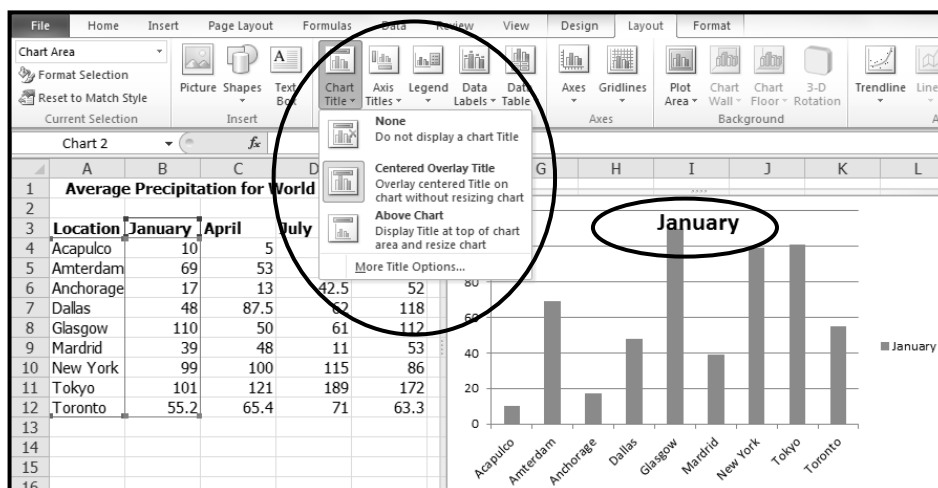 File Home Insert Page Layout Formulas Data Review View Design Layout Format
Chart Area
Format Selection
Reset to Match Style
Current Selection
Picture Shapes Text Box
Insert
Chart Title Axis Titles Legend Data Labels Data Table
Axes Gridlines
Axes
Plot Area Chart Wall Chart Floor 3-D Rotation
Background
Trendline Line
A
None
Do not display a chart Title
Centered Overlay Title
Overlay centered Title on
chart without resizing chart
Above Chart
Display Title at top of chart
area and resize chart
More Title Options...
Chart 2 fx
A B C D G H I J K L
1 Average Precipitation for World
2
3 Location January April July
4 Acapulco 10 5
5 Amterdam 69 53
6 Anchorage 17 13 42.5 52
7 Dallas 48 87.5 62 118
8 Glasgow 110 50 61 112
9 Mardrid 39 48 11 53
10 New York 99 100 115 86
11 Tokyo 101 121 189 172
12 Toronto 55.2 65.4 71 63.3
13
14
15
16
January
80
60
40
20
0
Acapulco Amterdam Anchorage Dallas Glasgow Mardrid New York Tokyo Toronto
January